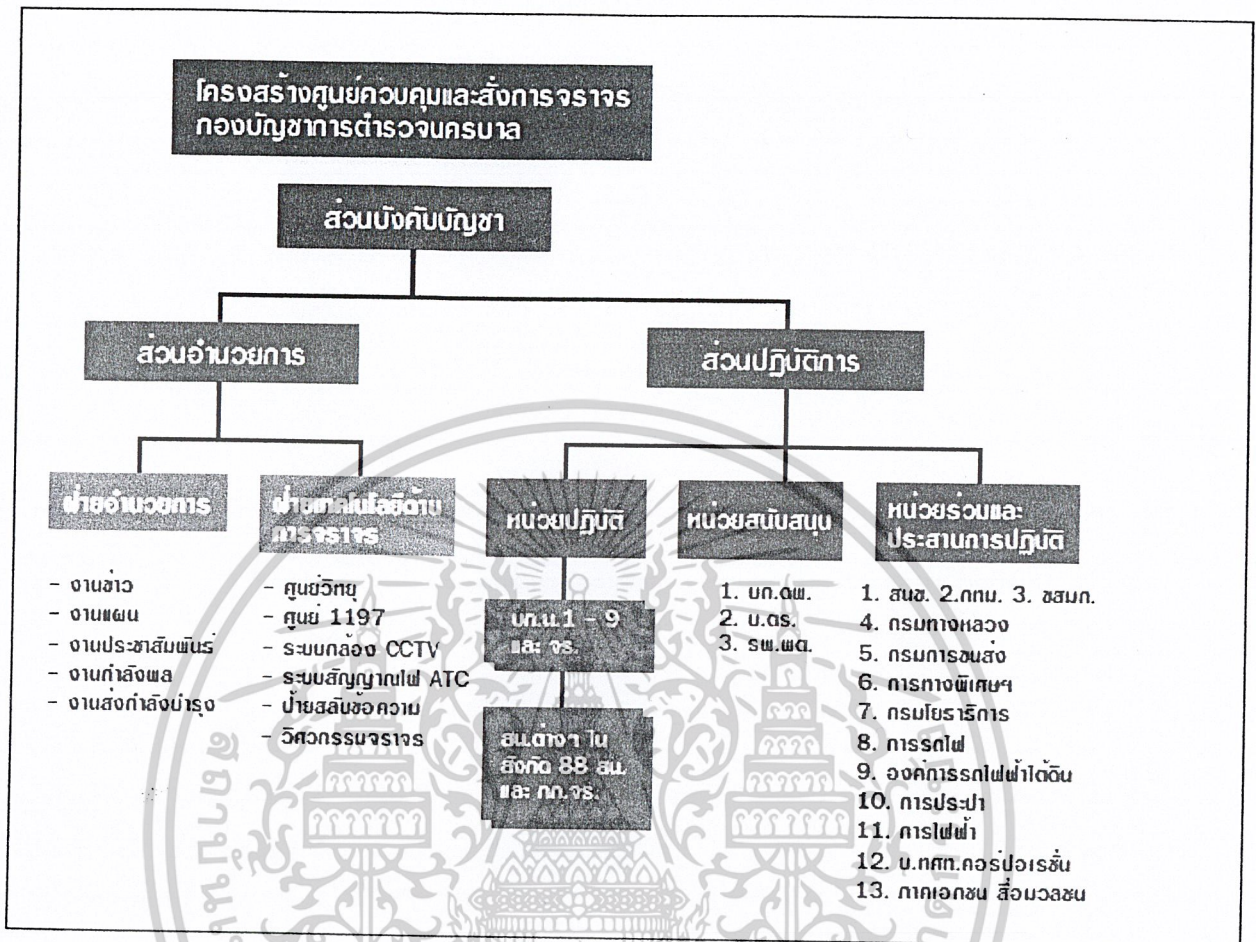 โครงสร้างศูนย์ควบคุมและสั่งการจราจร
กองบัญชาการตำรวจนครบาล
ส่วนบังคับบัญชา
ส่วนอำนวยการ
ส่วนปฏิบัติการ
ฝ่ายอำนวยการ
ฝ่ายเทคโนโลยีด้าน
การจราจร
หน่วยปฏิบัติ
หน่วยสนับสนุน
หน่วยร่วมและ
ประสานการปฏิบัติ
- งานข่าว
- งานแผน
- งานประชาสัมพันธ์
- งานกำลังพล
- งานส่งกำลังบำรุง
- ศูนย์วิทยุ
- ศูนย์ 1197
- ระบบกล้อง CCTV
- ระบบสัญญาณไฟ ATC
- ป้ายสลับข้อความ
- วิศวกรรมจราจร
บก.น.1 - 9
และ จร.
สน.ต่างๆ ใน
สังกัด 88 สน.
และ กก.จร.
1. บก.ตพ.
2. บ.ตร.
3. รพ.ตร.
1. สนข. 2.กทม. 3. ขสมก.
4. กรมทางหลวง
5. กรมการขนส่ง
6. การทางพิเศษฯ
7. กรมโยธาธิการ
8. การรถไฟ
9. องค์การรถไฟฟ้าใต้ดิน
10. การประปา
11. การไฟฟ้า
12. บ.ทศท.คอร์ปอเรชั่น
13. ภาคเอกชน สื่อมวลชน